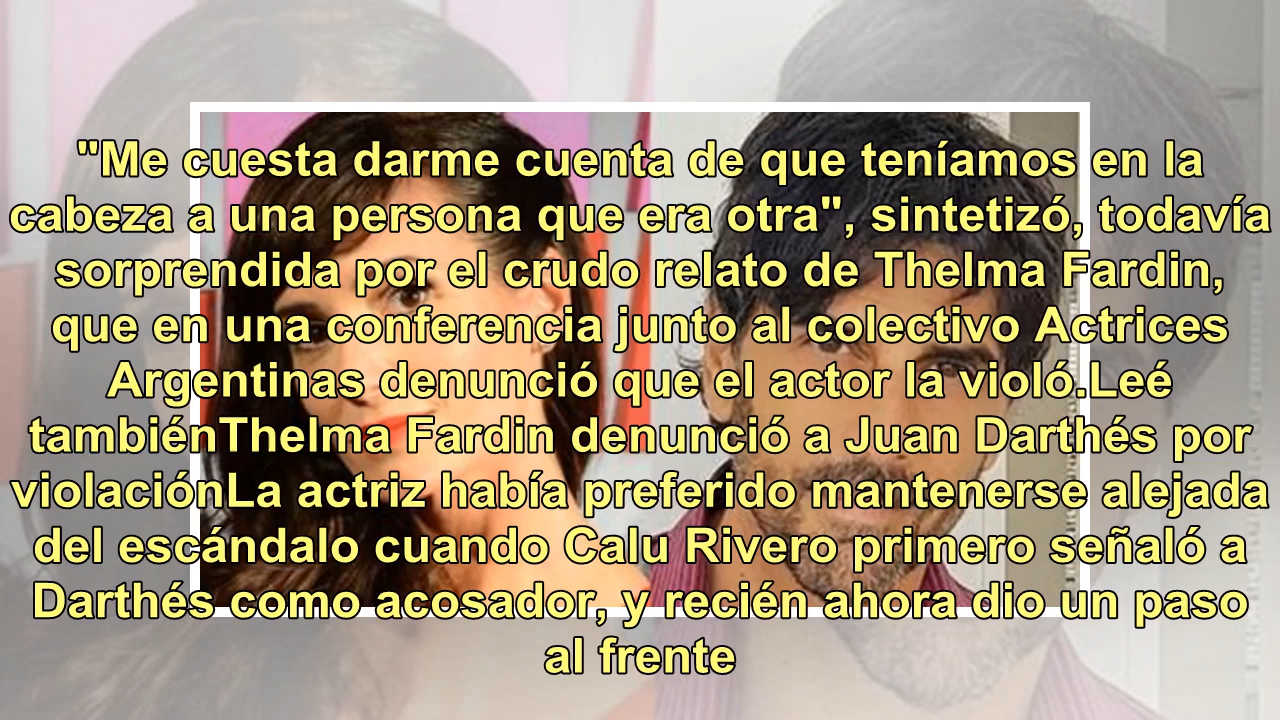 "Me cuesta darme cuenta de que teníamos en la
cabeza a una persona que era otra", sintetizó, todavía
sorprendida por el crudo relato de Thelma Fardin,
que en una conferencia junto al colectivo Actrices
Argentinas denunció que el actor la violó.Leé
tambiénThelma Fardin denunció a Juan Darthés por
violaciónLa actriz había preferido mantenerse alejada
del escándalo cuando Calu Rivero primero señaló a
Darthés como acosador, y recién ahora dio un paso
al frente